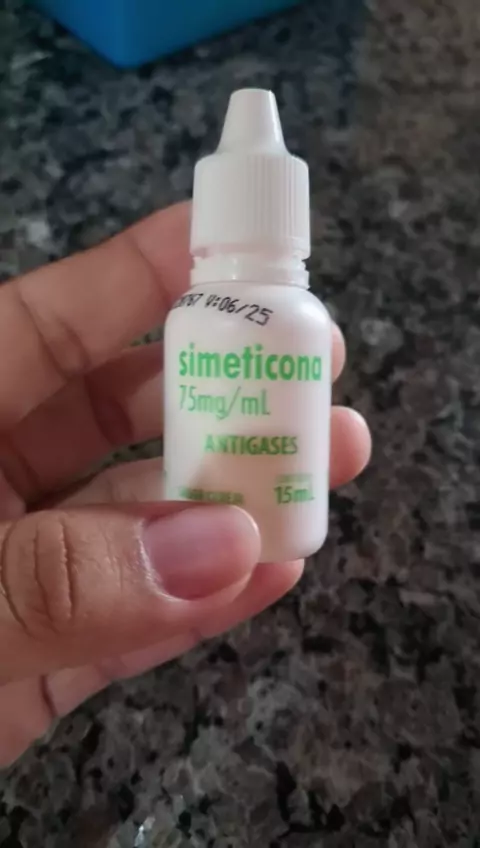 V:06/25
simeticona
75mg/mL
ANTIGASES
15mL